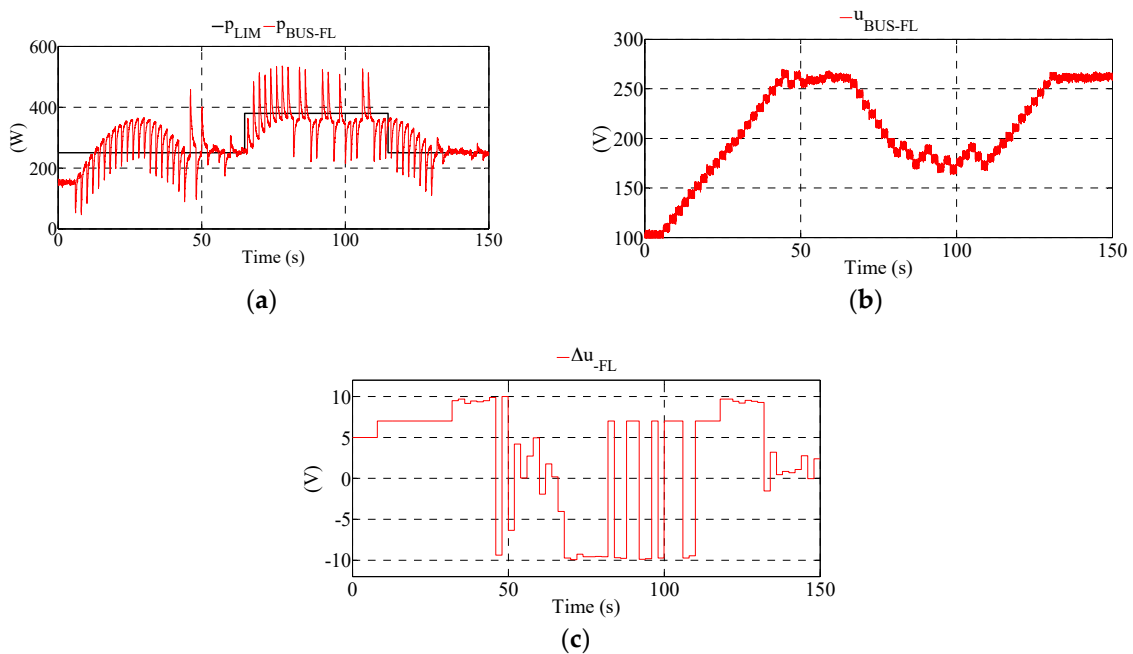 p_LIM p_BUS-FL
600
400
200
0
(W)
0 50 100 150
Time (s)
(a)
u_BUS-FL
300
250
200
150
100
(V)
0 50 100 150
Time (s)
(b)
Δu_-FL
10
5
0
-5
-10
(V)
0 50 100 150
Time (s)
(c)